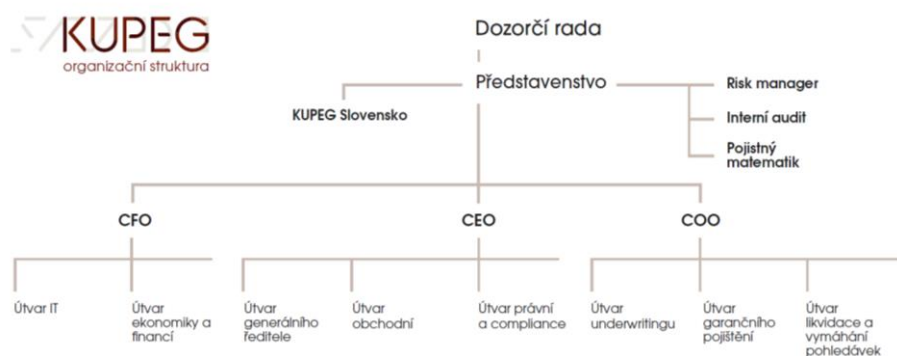 KUPEG
organizační struktura
Dozorčí rada
Představenstvo
KUPEG Slovensko
Risk manager
Interní audit
Pojistný
matematik
CFO
CEO
COO
Útvar IT
Útvar
ekonomiky a
financí
Útvar
generálního
ředitele
Útvar
obchodní
Útvar právní
a compliance
Útvar
underwritingu
Útvar
garančního
pojištění
Útvar
likvidace a
vymáhání
pohledávek